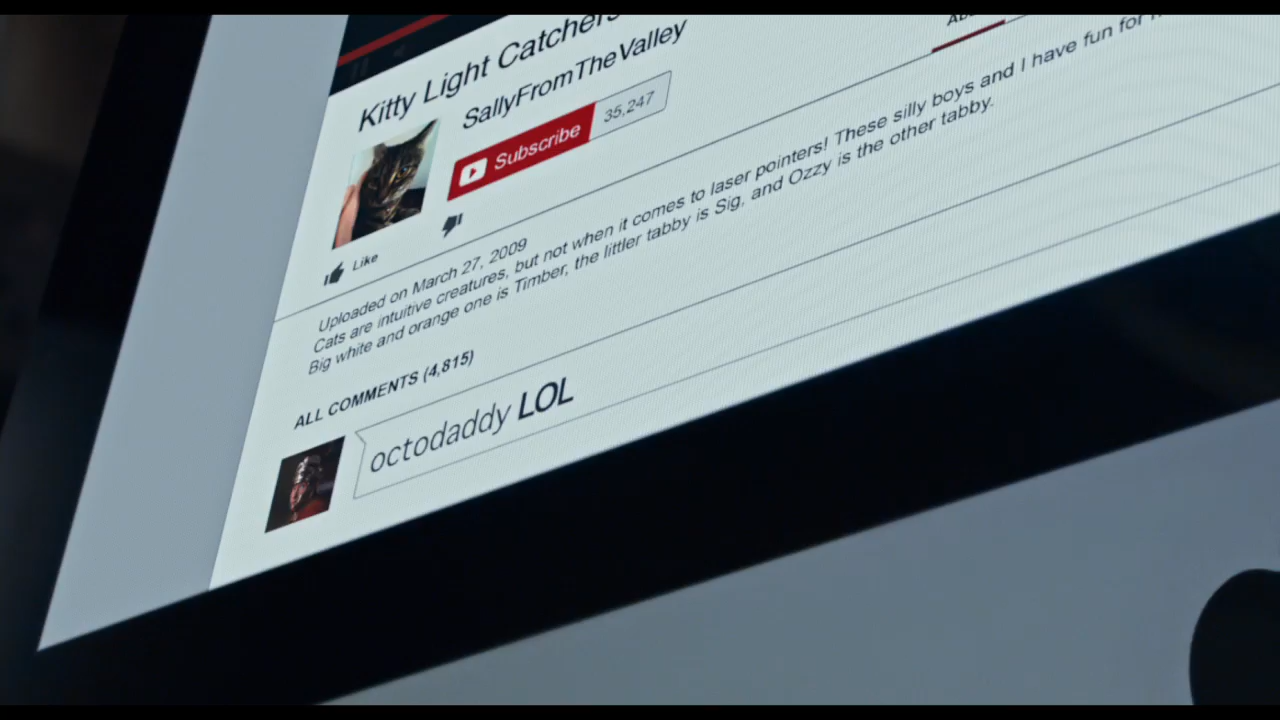 Kitty Light Catchers
SallyFromTheValley
Subscribe 35,247
Like
Uploaded on March 27, 2009
Cats are intuitive creatures, but not when it comes to laser pointers! These silly boys and I have fun for
Big white and orange one is Timber, the littler tabby is Sig, and Ozzy is the other tabby.
ALL COMMENTS (4,815)
octodaddy LOL